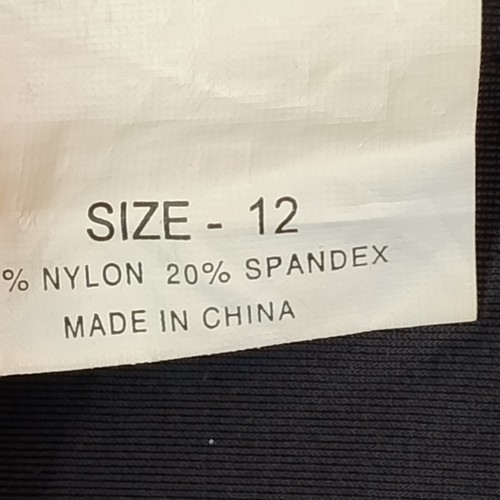 SIZE - 12
% NYLON 20% SPANDEX
MADE IN CHINA